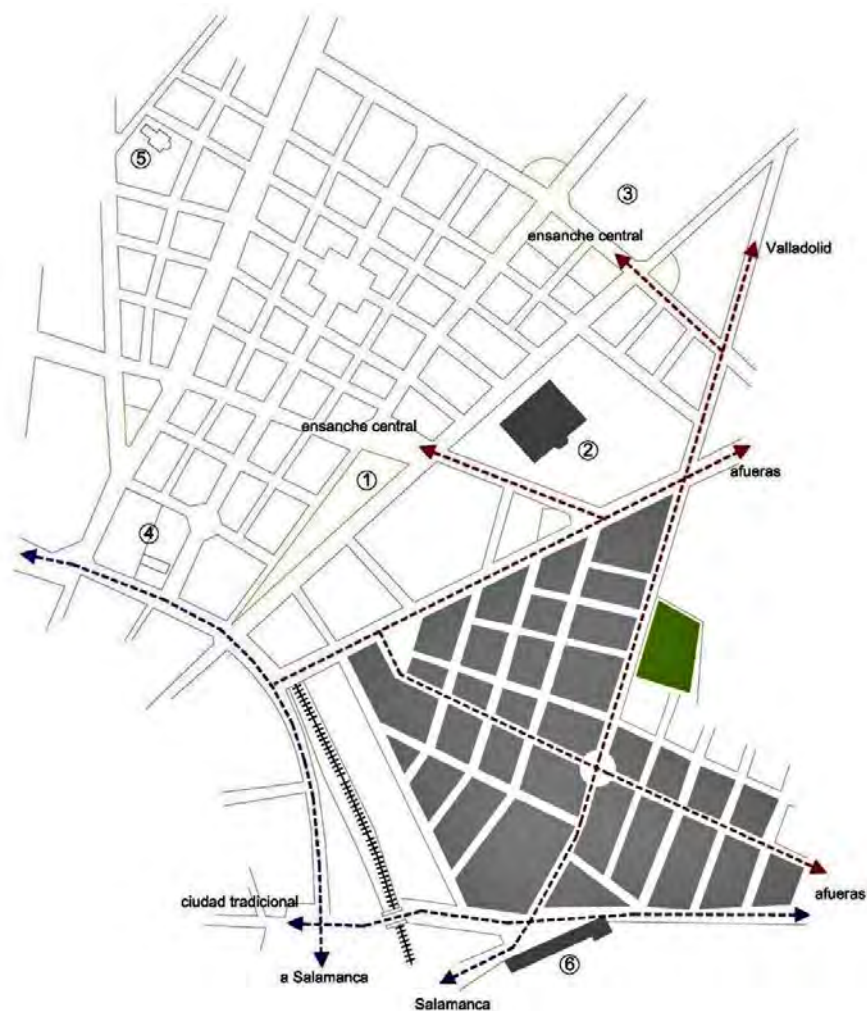 ⑤
③
ensanche central
Valladolid
ensanche central
②
afueras
①
④
ciudad tradicional
afueras
a Salamanca
⑥
Salamanca